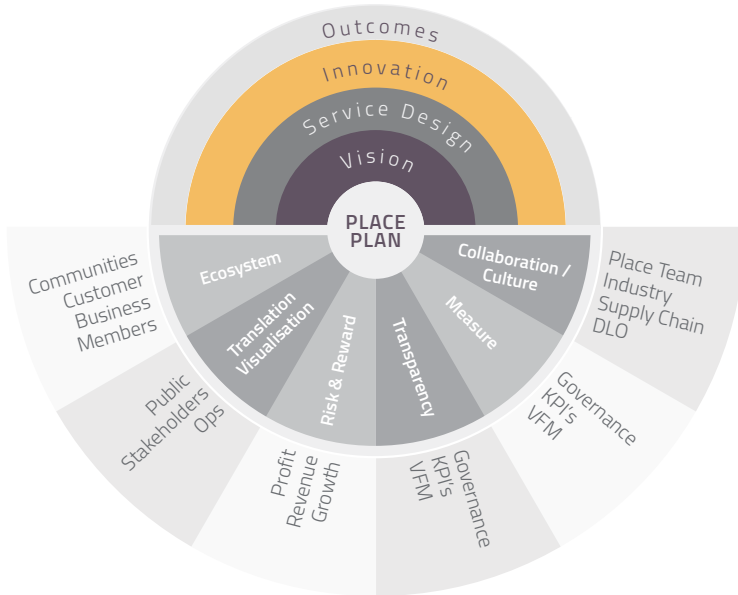 Outcomes
Innovation
Service Design
Vision
PLACE
PLAN
Ecosystem
Translation
Visualisation
Risk & Reward
Transparency
Measure
Collaboration /
Culture
Communities
Customer
Business
Members
Public
Stakeholders
Ops
Profit
Revenue
Growth
Governance
KPI's
VFM
Governance
KPI's
VFM
Place Team
Industry
Supply Chain
DLO